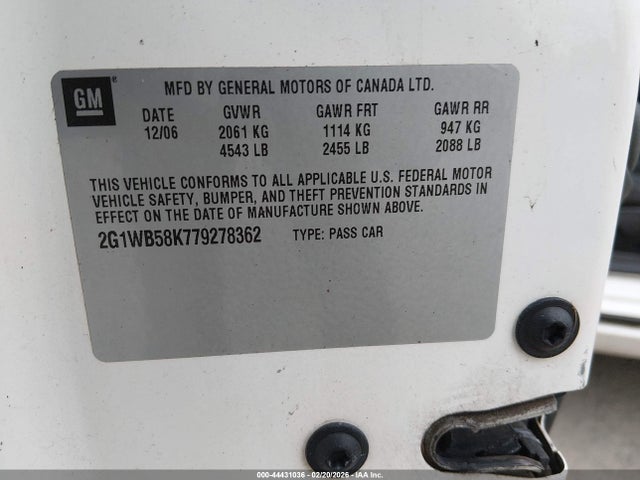 GM
MFD BY GENERAL MOTORS OF CANADA LTD.
DATE GVWR GAWR FRT GAWR RR
12/06 2061 KG 1114 KG 947 KG
4543 LB 2455 LB 2088 LB
THIS VEHICLE CONFORMS TO ALL APPLICABLE U.S. FEDERAL MOTOR
VEHICLE SAFETY, BUMPER, AND THEFT PREVENTION STANDARDS IN
EFFECT ON THE DATE OF MANUFACTURE SHOWN ABOVE.
2G1WB58K779278362 TYPE: PASS CAR
000-44431036 - 02/20/2026 - IAAI.COM